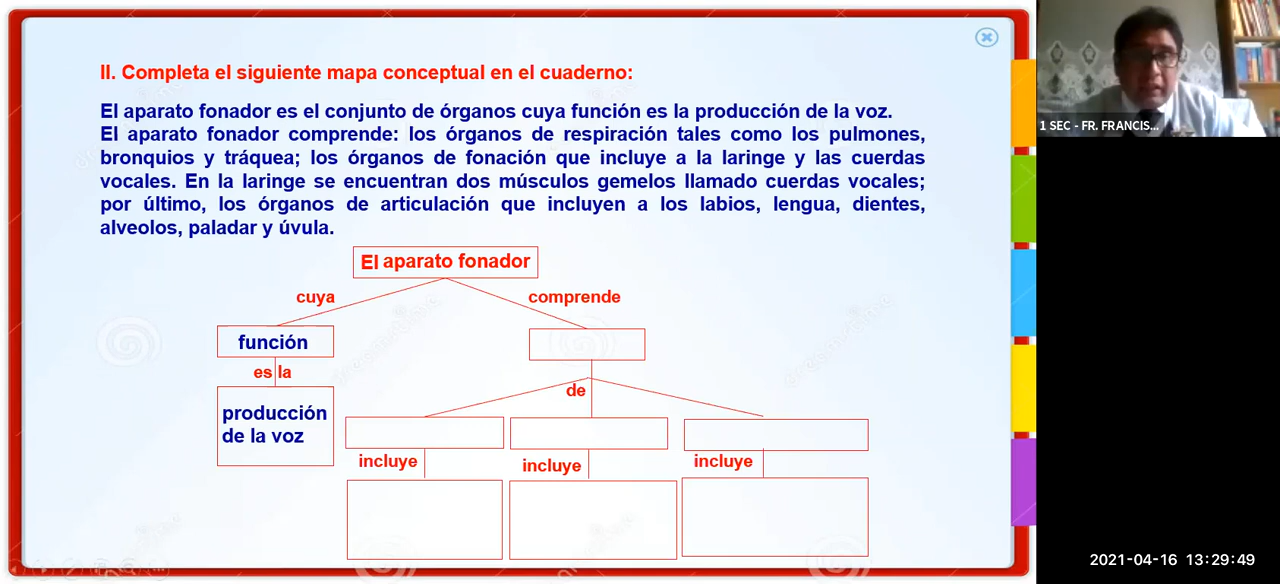 II. Completa el siguiente mapa conceptual en el cuaderno:
El aparato fonador es el conjunto de órganos cuya función es la producción de la voz.
El aparato fonador comprende: los órganos de respiración tales como los pulmones,
bronquios y tráquea; los órganos de fonación que incluye a la laringe y las cuerdas
vocales. En la laringe se encuentran dos músculos gemelos llamado cuerdas vocales;
por último, los órganos de articulación que incluyen a los labios, lengua, dientes,
alveolos, paladar y úvula.
El aparato fonador
cuya
comprende
función
es la
producción
de la voz
de
incluye
incluye
incluye
1 SEC - FR. FRANCIS...
2021-04-16 13:29:49